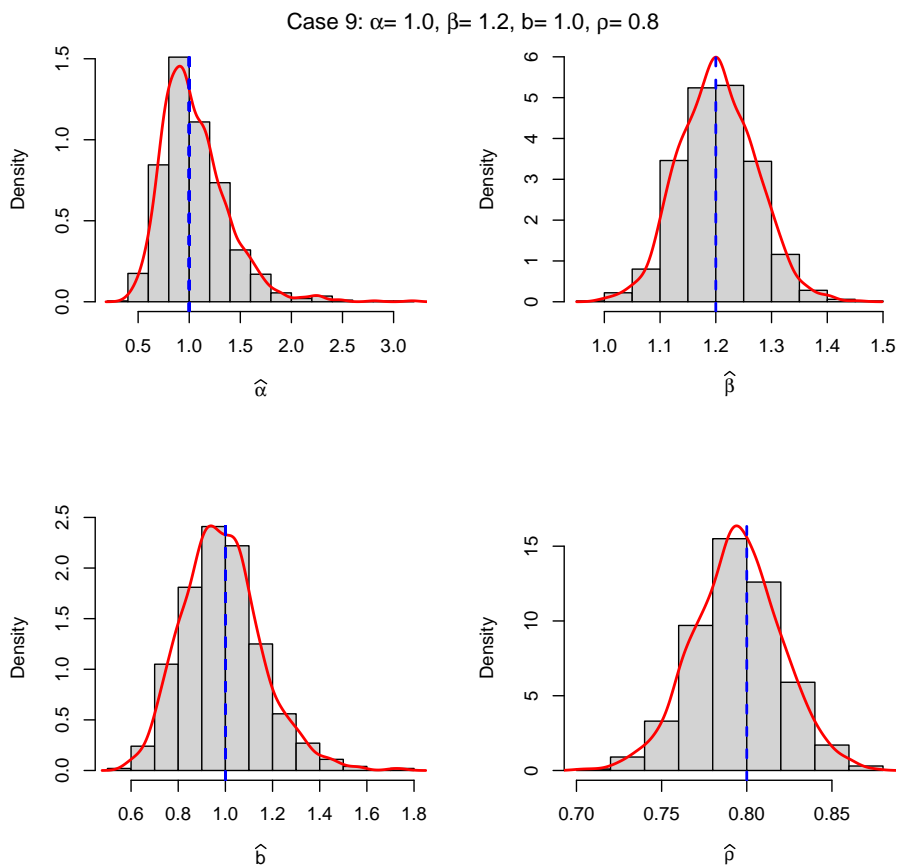 Case 9: α= 1.0, β= 1.2, b= 1.0, ρ= 0.8
Density
0.0 0.5 1.0 1.5
0.5 1.0 1.5 2.0 2.5 3.0
α̂
Density
0 1 2 3 4 5 6
1.0 1.1 1.2 1.3 1.4 1.5
β̂
Density
0.0 0.5 1.0 1.5 2.0 2.5
0.6 0.8 1.0 1.2 1.4 1.6 1.8
b̂
Density
0 5 10 15
0.70 0.75 0.80 0.85
ρ̂